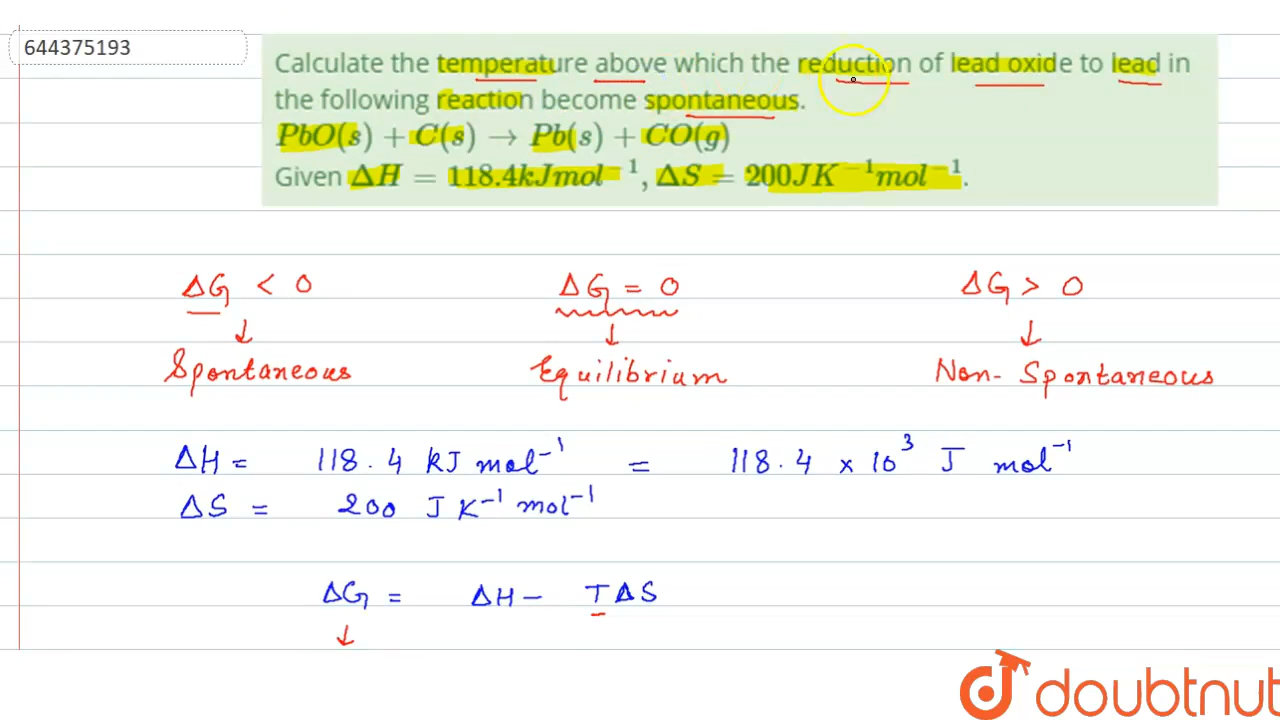 644375193
Calculate the temperature above which the reduction of lead oxide to lead in
the following reaction become spontaneous.
PbO(s) + C(s) → Pb(s) + CO(g)
Given ΔH = 118.4kJmol⁻¹, ΔS = 200JK⁻¹mol⁻¹.
ΔG < 0 ΔG = 0 ΔG > 0
↓ ↓ ↓
Spontaneous Equilibrium Non-Spontaneous
ΔH = 118.4 kJ mol⁻¹ = 118.4 × 10³ J mol⁻¹
ΔS = 200 J K⁻¹ mol⁻¹
ΔG = ΔH - TΔS
↓
doubtnut